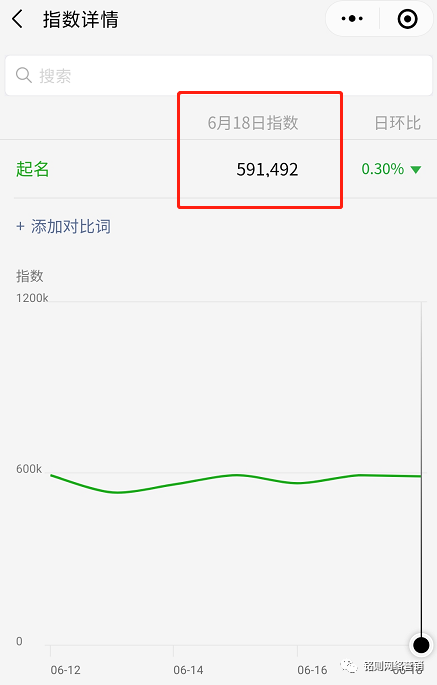 指数详情
搜索
6月18日指数 日环比
起名 591,492 0.30%
+ 添加对比词
指数
1200k
600k
0
06-12 06-14 06-16 06-18
铭则网络营销